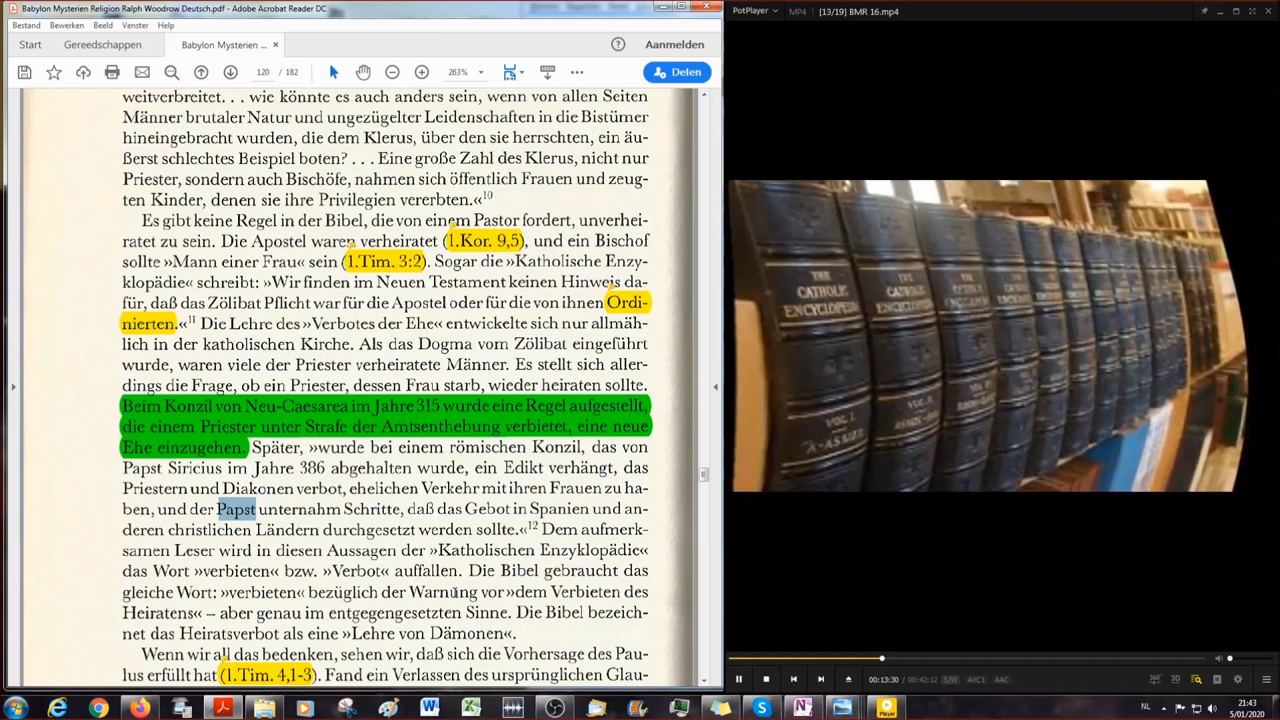 Babylon Mysterien Religion Ralph Woodrow Deutsch.pdf - Adobe Acrobat Reader DC
Bestand Bewerken Beeld Venster Help
Start Gereedschappen Babylon Mysterien ... × Aanmelden
120 / 182 263% Delen
weitverbreitet. . . wie könnte es auch anders sein, wenn von allen Seiten
Männer brutaler Natur und ungezügelter Leidenschaften in die Bistümer
hineingebracht wurden, die dem Klerus, über den sie herrschten, ein äu-
ßerst schlechtes Beispiel boten? . . . Eine große Zahl des Klerus, nicht nur
Priester, sondern auch Bischöfe, nahmen sich öffentlich Frauen und zeug-
ten Kinder, denen sie ihre Privilegien vererbten.«10
Es gibt keine Regel in der Bibel, die von einem Pastor fordert, unverhei-
ratet zu sein. Die Apostel waren verheiratet (1.Kor. 9,5), und ein Bischof
sollte »Mann einer Frau« sein (1.Tim. 3:2). Sogar die »Katholische Enzy-
klopädie« schreibt: »Wir finden im Neuen Testament keinen Hinweis da-
für, daß das Zölibat Pflicht war für die Apostel oder für die von ihnen Ordi-
nierten.«11 Die Lehre des »Verbotes der Ehe« entwickelte sich nur allmäh-
lich in der katholischen Kirche. Als das Dogma vom Zölibat eingeführt
wurde, waren viele der Priester verheiratete Männer. Es stellt sich aller-
dings die Frage, ob ein Priester, dessen Frau starb, wieder heiraten sollte.
Beim Konzil von Neu-Caesarea im Jahre 315 wurde eine Regel aufgestellt,
die einem Priester unter Strafe der Amtsenthebung verbietet, eine neue
Ehe einzugehen. Später, »wurde bei einem römischen Konzil, das von
Papst Siricius im Jahre 386 abgehalten wurde, ein Edikt verhängt, das
Priestern und Diakonen verbot, ehelichen Verkehr mit ihren Frauen zu ha-
ben, und der Papst unternahm Schritte, daß das Gebot in Spanien und an-
deren christlichen Ländern durchgesetzt werden sollte.«12 Dem aufmerk-
samen Leser wird in diesen Aussagen der »Katholischen Enzyklopädie«
das Wort »verbieten« bzw. »Verbot« auffallen. Die Bibel gebraucht das
gleiche Wort: »verbieten« bezüglich der Warnung vor »dem Verbieten des
Heiratens« – aber genau im entgegengesetzten Sinne. Die Bibel bezeich-
net das Heiratsverbot als eine »Lehre von Dämonen«.
Wenn wir all das bedenken, sehen wir, daß sich die Vorhersage des Pau-
lus erfüllt hat (1.Tim. 4,1-3). Fand ein Verlassen des ursprünglichen Glau-
PotPlayer MP4 [13/19] BMR 16.mp4
THE
CATHOLIC
ENCYCLOPEDIA
THE
CATHOLIC
VOL. I.
00:13:30 / 00:42:12 S/W AVC1 AAC
360° 3D
NL 21:43
5/01/2020